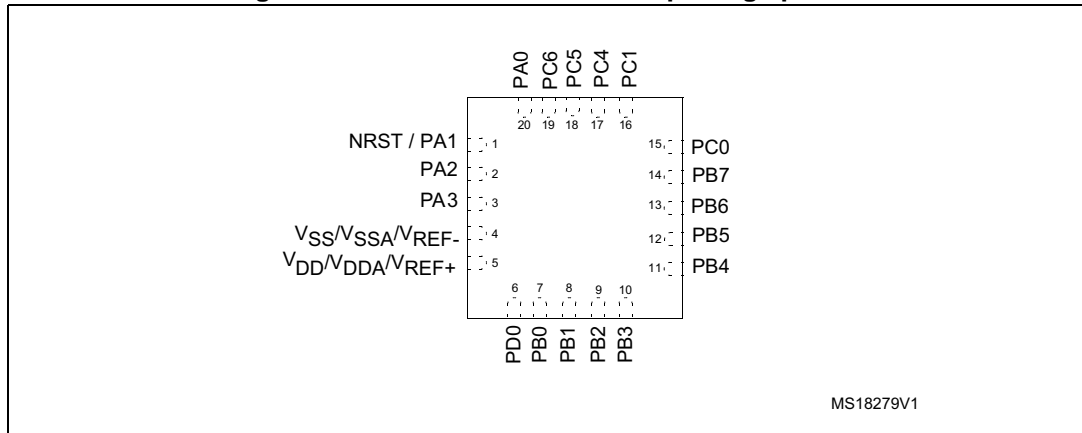 PA0 PC6 PC5 PC4 PC1
20 19 18 17 16
NRST / PA1 1
PA2 2
PA3 3
VSS/VSSA/VREF- 4
VDD/VDDA/VREF+ 5
15 PC0
14 PB7
13 PB6
12 PB5
11 PB4
6 7 8 9 10
PD0 PB0 PB1 PB2 PB3
MS18279V1